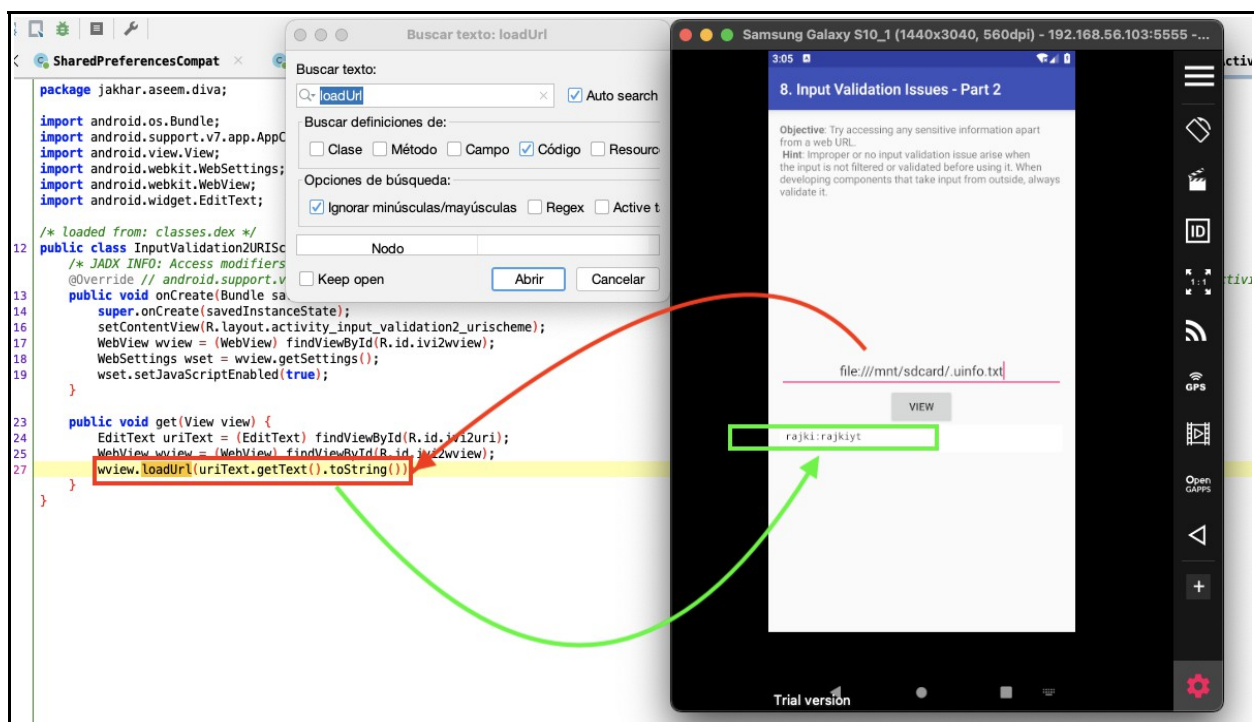 SharedPreferencesCompat
package jakhar.aseem.diva;
import android.os.Bundle;
import android.support.v7.app.AppC
import android.view.View;
import android.webkit.WebSettings;
import android.webkit.WebView;
import android.widget.EditText;
/* loaded from: classes.dex */
12 public class InputValidation2URISc
/* JADX INFO: Access modifiers
@Override // android.support.v
13 public void onCreate(Bundle sa
14 super.onCreate(savedInstanceState);
16 setContentView(R.layout.activity_input_validation2_urischeme);
17 WebView wview = (WebView) findViewById(R.id.ivi2wview);
18 WebSettings wset = wview.getSettings();
19 wset.setJavaScriptEnabled(true);
}
23 public void get(View view) {
24 EditText uriText = (EditText) findViewById(R.id.ivi2uri);
25 WebView wview = (WebView) findViewById(R.id.ivi2wview);
27 wview.loadUrl(uriText.getText().toString())
}
}
Buscar texto: loadUrl
Buscar texto:
loadUrl
Auto search
Buscar definiciones de:
Clase Método Campo Código Resourc
Opciones de búsqueda:
Ignorar minúsculas/mayúsculas Regex Active t
Nodo
Keep open Abrir Cancelar
Samsung Galaxy S10_1 (1440x3040, 560dpi) - 192.168.56.103:5555 -...
3:05
8. Input Validation Issues - Part 2
Objective: Try accessing any sensitive information apart
from a web URL.
Hint: Improper or no input validation issue arise when
the input is not filtered or validated before using it. When
developing components that take input from outside, always
validate it.
file:///mnt/sdcard/.uinfo.txt
VIEW
rajki:rajkiyt
Trial version
ID
1:1
GPS
Open
GAPPS
ctiv
tivi